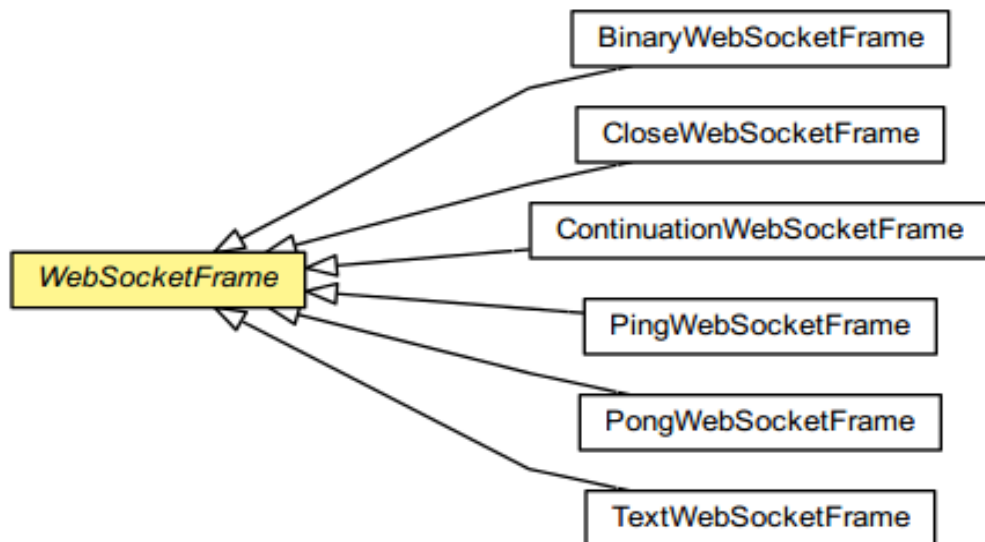 BinaryWebSocketFrame
CloseWebSocketFrame
ContinuationWebSocketFrame
WebSocketFrame
PingWebSocketFrame
PongWebSocketFrame
TextWebSocketFrame